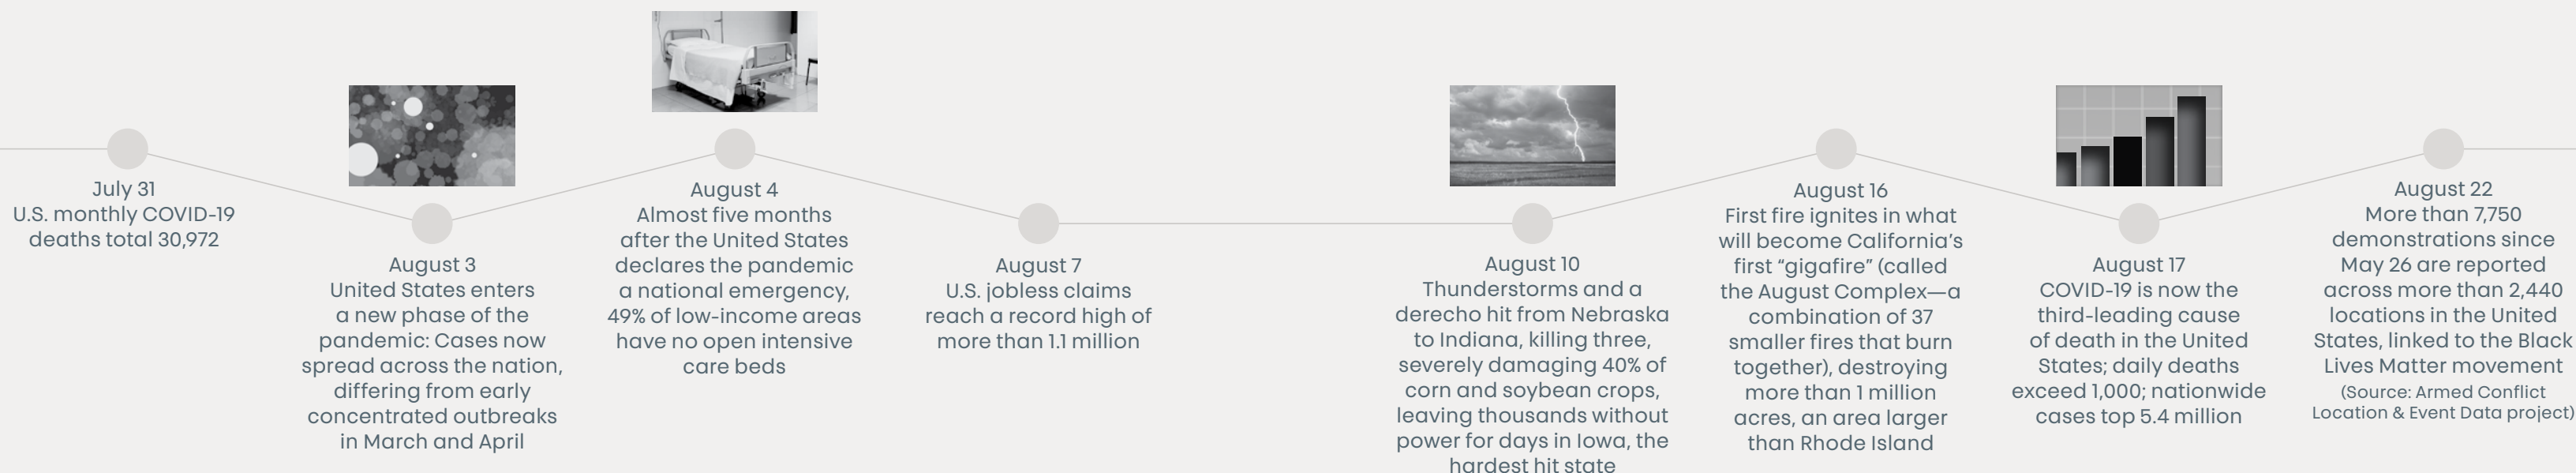 July 31
U.S. monthly COVID-19
deaths total 30,972
August 3
United States enters
a new phase of the
pandemic: Cases now
spread across the nation,
differing from early
concentrated outbreaks
in March and April
August 4
Almost five months
after the United States
declares the pandemic
a national emergency,
49% of low-income areas
have no open intensive
care beds
August 7
U.S. jobless claims
reach a record high of
more than 1.1 million
August 10
Thunderstorms and a
derecho hit from Nebraska
to Indiana, killing three,
severely damaging 40% of
corn and soybean crops,
leaving thousands without
power for days in Iowa, the
hardest hit state
August 16
First fire ignites in what
will become California’s
first “gigafire” (called
the August Complex—a
combination of 37
smaller fires that burn
together), destroying
more than 1 million
acres, an area larger
than Rhode Island
August 17
COVID-19 is now the
third-leading cause
of death in the United
States; daily deaths
exceed 1,000; nationwide
cases top 5.4 million
August 22
More than 7,750
demonstrations since
May 26 are reported
across more than 2,440
locations in the United
States, linked to the Black
Lives Matter movement
(Source: Armed Conflict
Location & Event Data project)